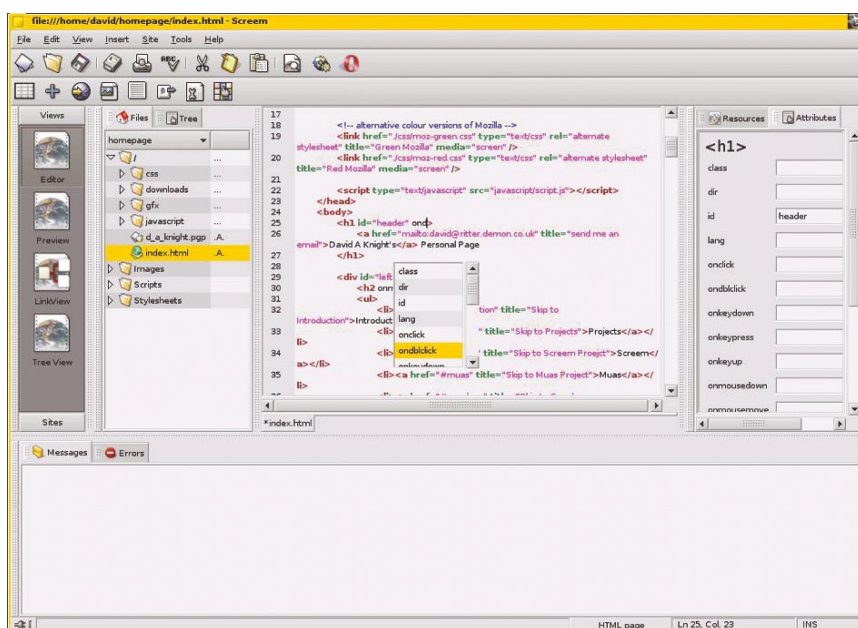 file:///home/david/homepage/index.html - Screem
File Edit View Insert Site Tools Help
ABC
Views
Editor
Preview
LinkView
Tree View
Sites
Files Tree
homepage
/ ...
css ...
downloads ...
gfx ...
javascript ...
d_a_knight.pgp .A.
index.html .A.
Images
Scripts
Stylesheets
17
18 <!-- alternative colour versions of Mozilla -->
19 <link href="./css/moz-green.css" type="text/css" rel="alternate
stylesheet" title="Green Mozilla" media="screen" />
20 <link href="./css/moz-red.css" type="text/css" rel="alternate stylesheet"
title="Red Mozilla" media="screen" />
21
22 <script type="text/javascript" src="javascript/script.js"></script>
23 </head>
24 <body>
25 <h1 id="header" ond>
26 <a href="mailto:david@ritter.demon.co.uk" title="send me an
email">David A Knight's</a> Personal Page
27 </h1>
28
29 <div id="left
30 <h2 onn
31 <ul>
32 <li> tion" title="Skip to
Introduction">Introduct
33 <li> " title="Skip to Projects">Projects</a></
li>
34 <li> ' title="Skip to Screem Proejct">Screem</
a></li>
35 <li><a href="#muas" title="Skip to Muas Project">Muas</a></
li>
class
dir
id
lang
onclick
ondblclick
onkeydown
*index.html
Resources Attributes
<h1>
class
dir
id header
lang
onclick
ondblclick
onkeydown
onkeypress
onkeyup
onmousedown
onmousemove
Messages Errors
HTML page Ln 25, Col. 23 INS